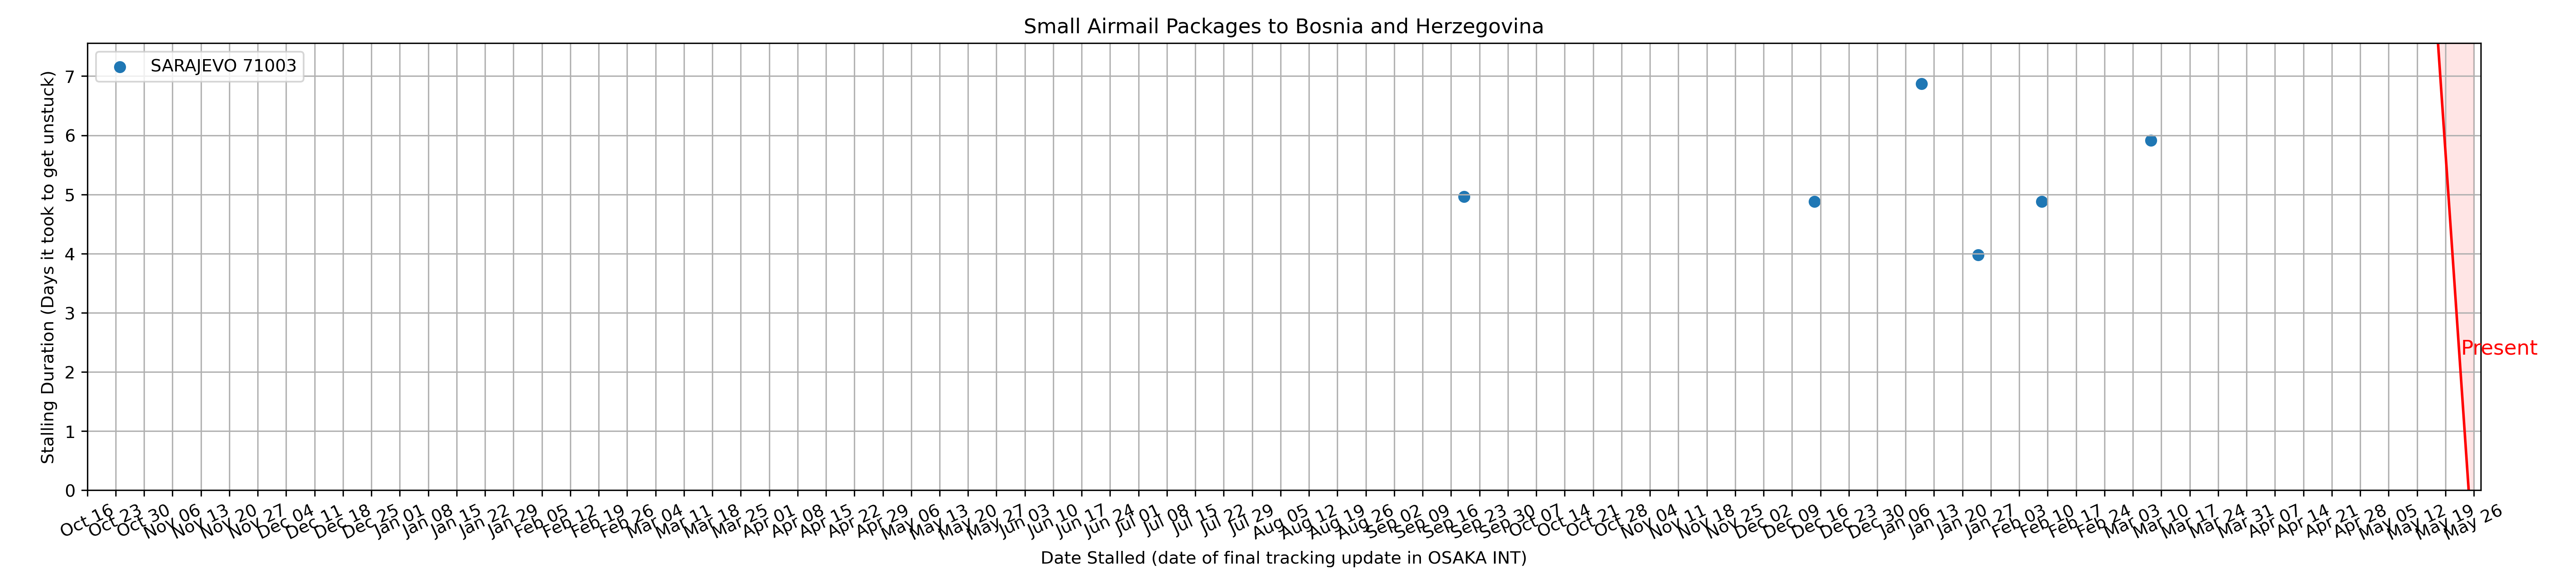 Small Airmail Packages to Bosnia and Herzegovina
SARAJEVO 71003
Stalling Duration (Days it took to get unstuck)
7
6
5
4
3
2
1
0
Present
Oct 16 Oct 23 Oct 30 Nov 06 Nov 13 Nov 20 Nov 27 Dec 04 Dec 11 Dec 18 Dec 25 Jan 01 Jan 08 Jan 15 Jan 22 Jan 29 Feb 05 Feb 12 Feb 19 Feb 26 Mar 04 Mar 11 Mar 18 Mar 25 Apr 01 Apr 08 Apr 15 Apr 22 Apr 29 May 06 May 13 May 20 May 27 Jun 03 Jun 10 Jun 17 Jun 24 Jul 01 Jul 08 Jul 15 Jul 22 Jul 29 Aug 05 Aug 12 Aug 19 Aug 26 Sep 02 Sep 09 Sep 16 Sep 23 Sep 30 Oct 07 Oct 14 Oct 21 Oct 28 Nov 04 Nov 11 Nov 18 Nov 25 Dec 02 Dec 09 Dec 16 Dec 23 Dec 30 Jan 06 Jan 13 Jan 20 Jan 27 Feb 03 Feb 10 Feb 17 Feb 24 Mar 03 Mar 10 Mar 17 Mar 24 Mar 31 Apr 07 Apr 14 Apr 21 Apr 28 May 05 May 12 May 19 May 26
Date Stalled (date of final tracking update in OSAKA INT)